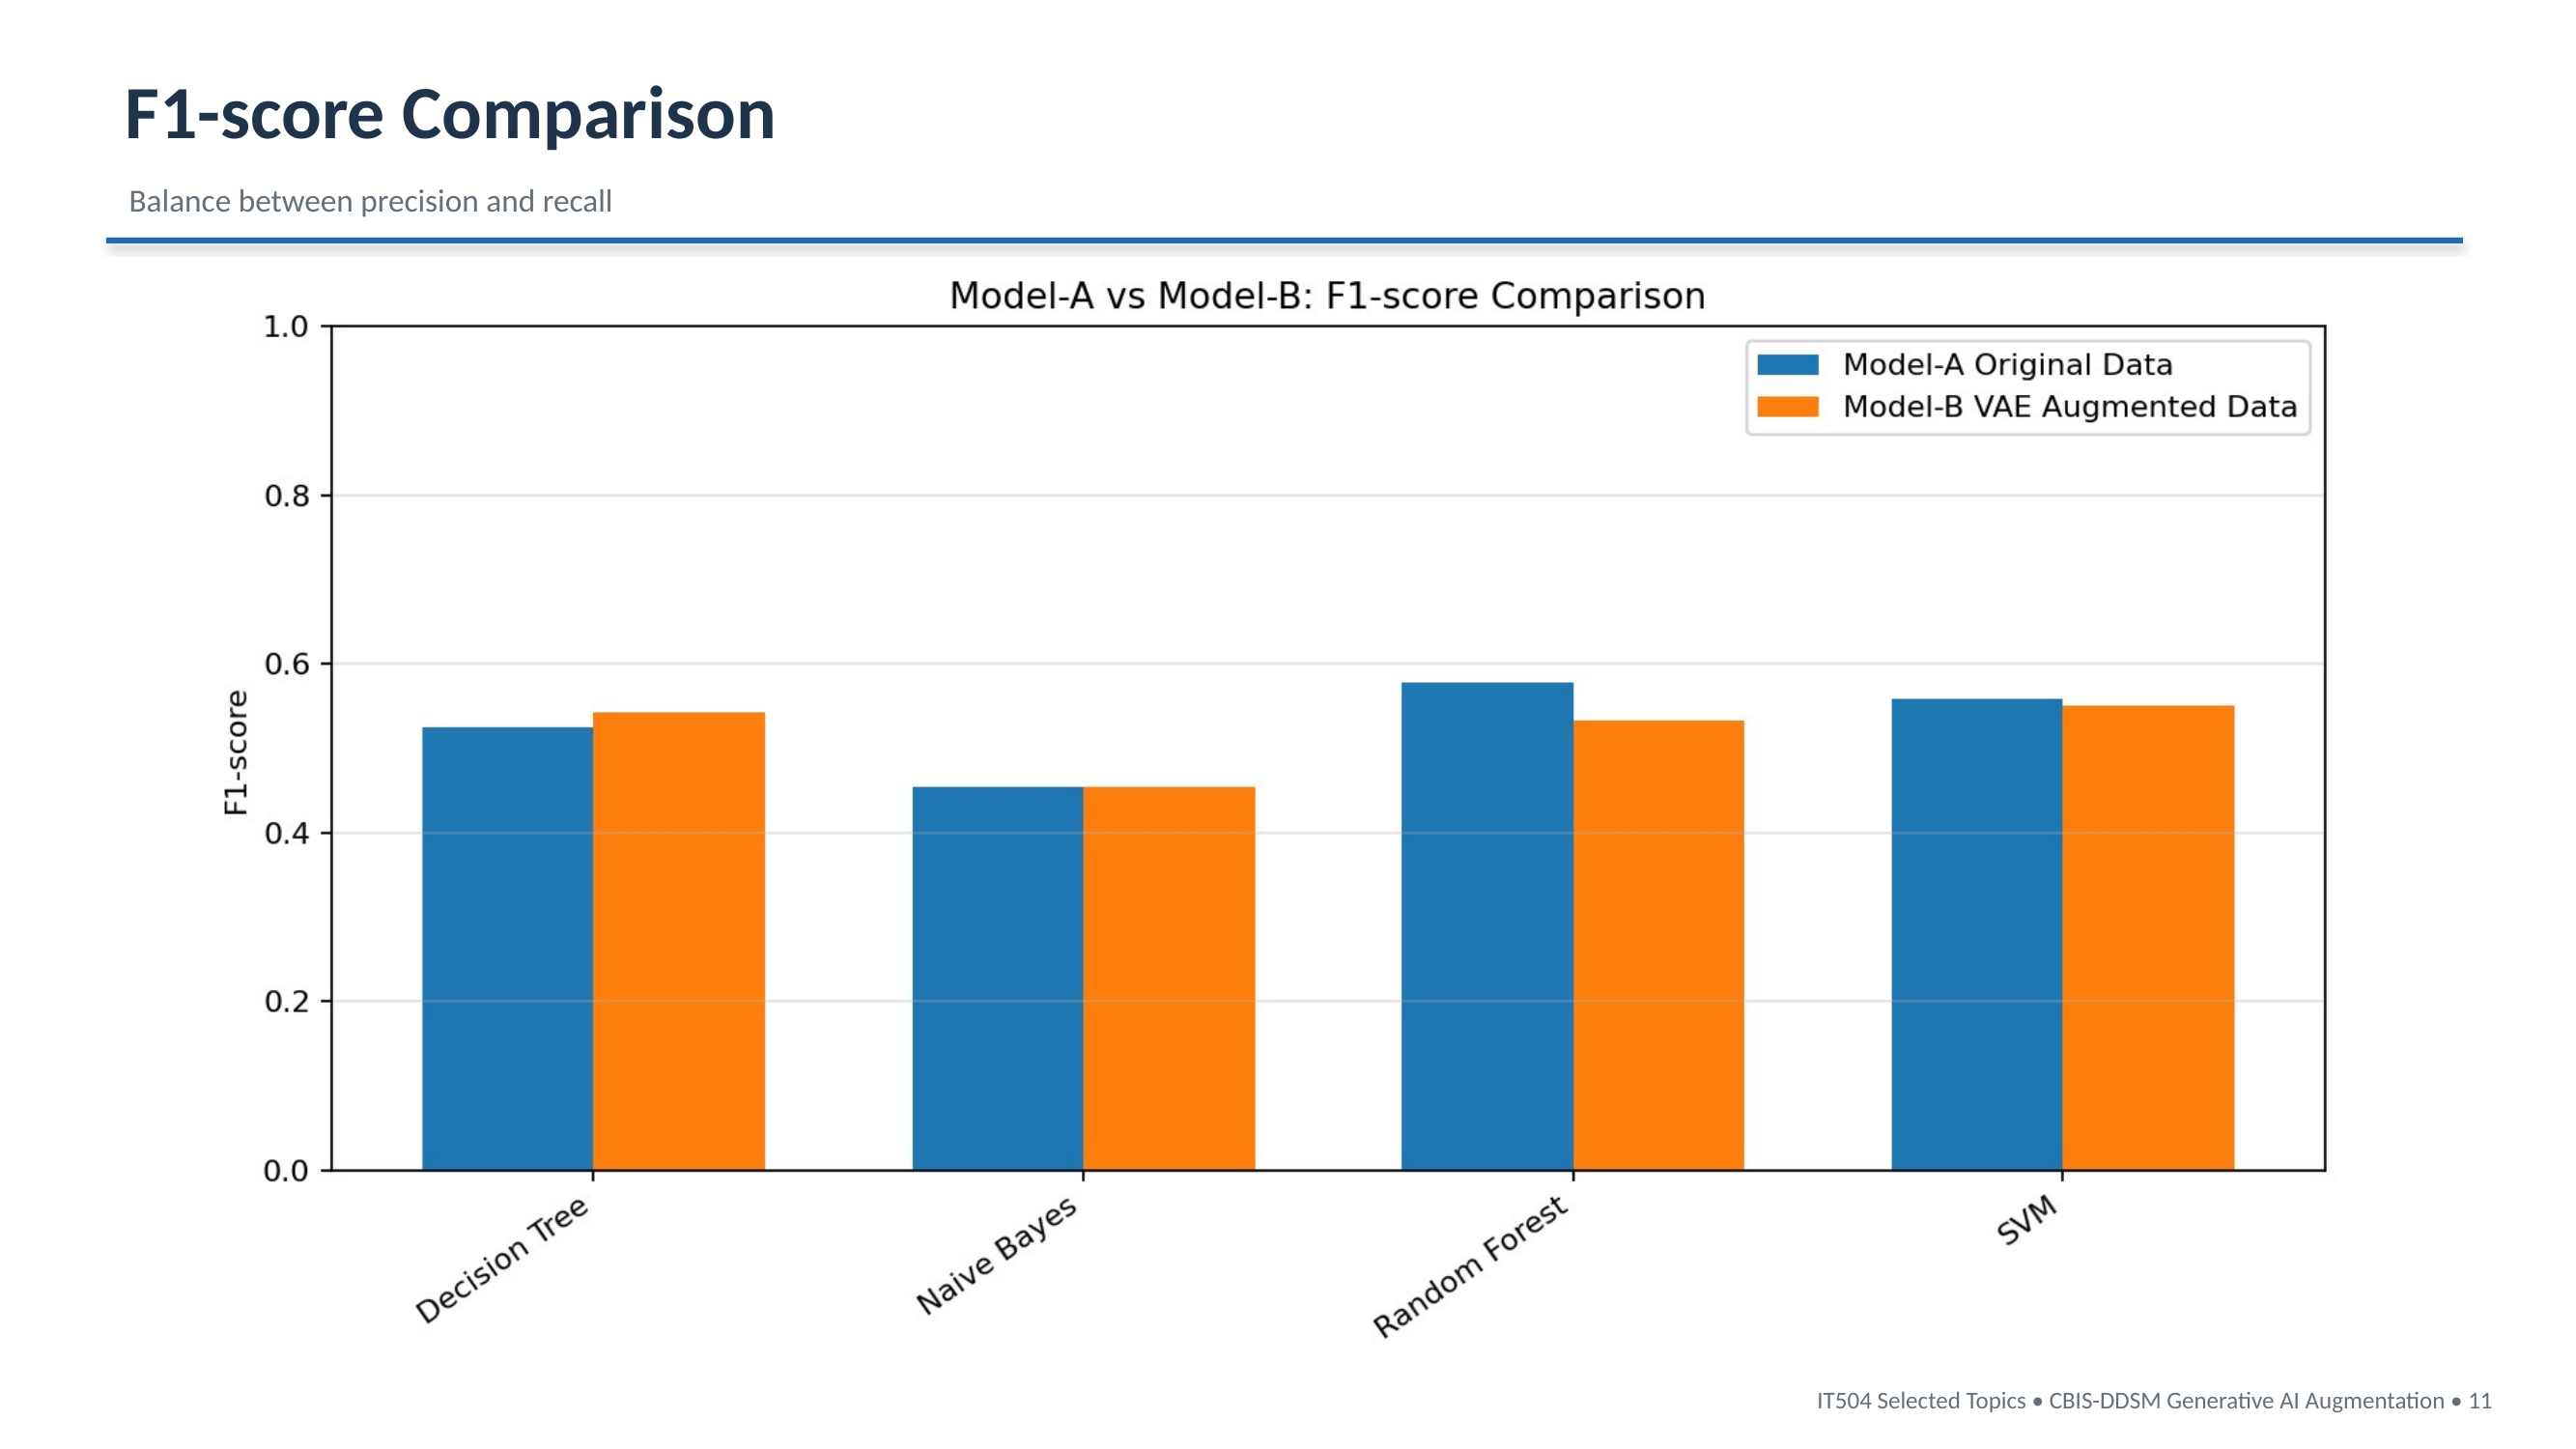 F1-score Comparison
Balance between precision and recall
Model-A vs Model-B: F1-score Comparison
1.0
Model-A Original Data
Model-B VAE Augmented Data
0.8
0.6
F1-score
0.4
0.2
0.0
Decision Tree
Naive Bayes
Random Forest
SVM
IT504 Selected Topics • CBIS-DDSM Generative AI Augmentation • 11